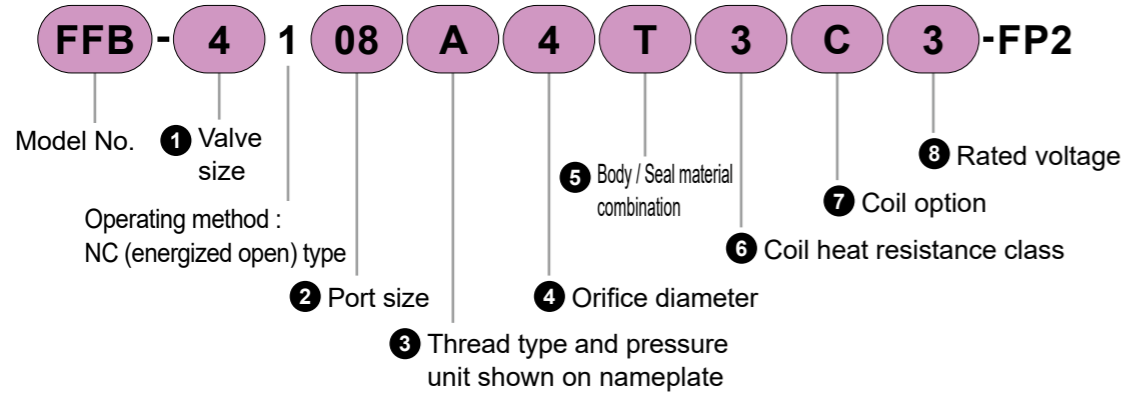 FFB - 4 1 08 A 4 T 3 C 3 -FP2
Model No.
1 Valve
size
Operating method :
NC (energized open) type
2 Port size
3 Thread type and pressure
unit shown on nameplate
4 Orifice diameter
5 Body / Seal material
combination
6 Coil heat resistance class
7 Coil option
8 Rated voltage